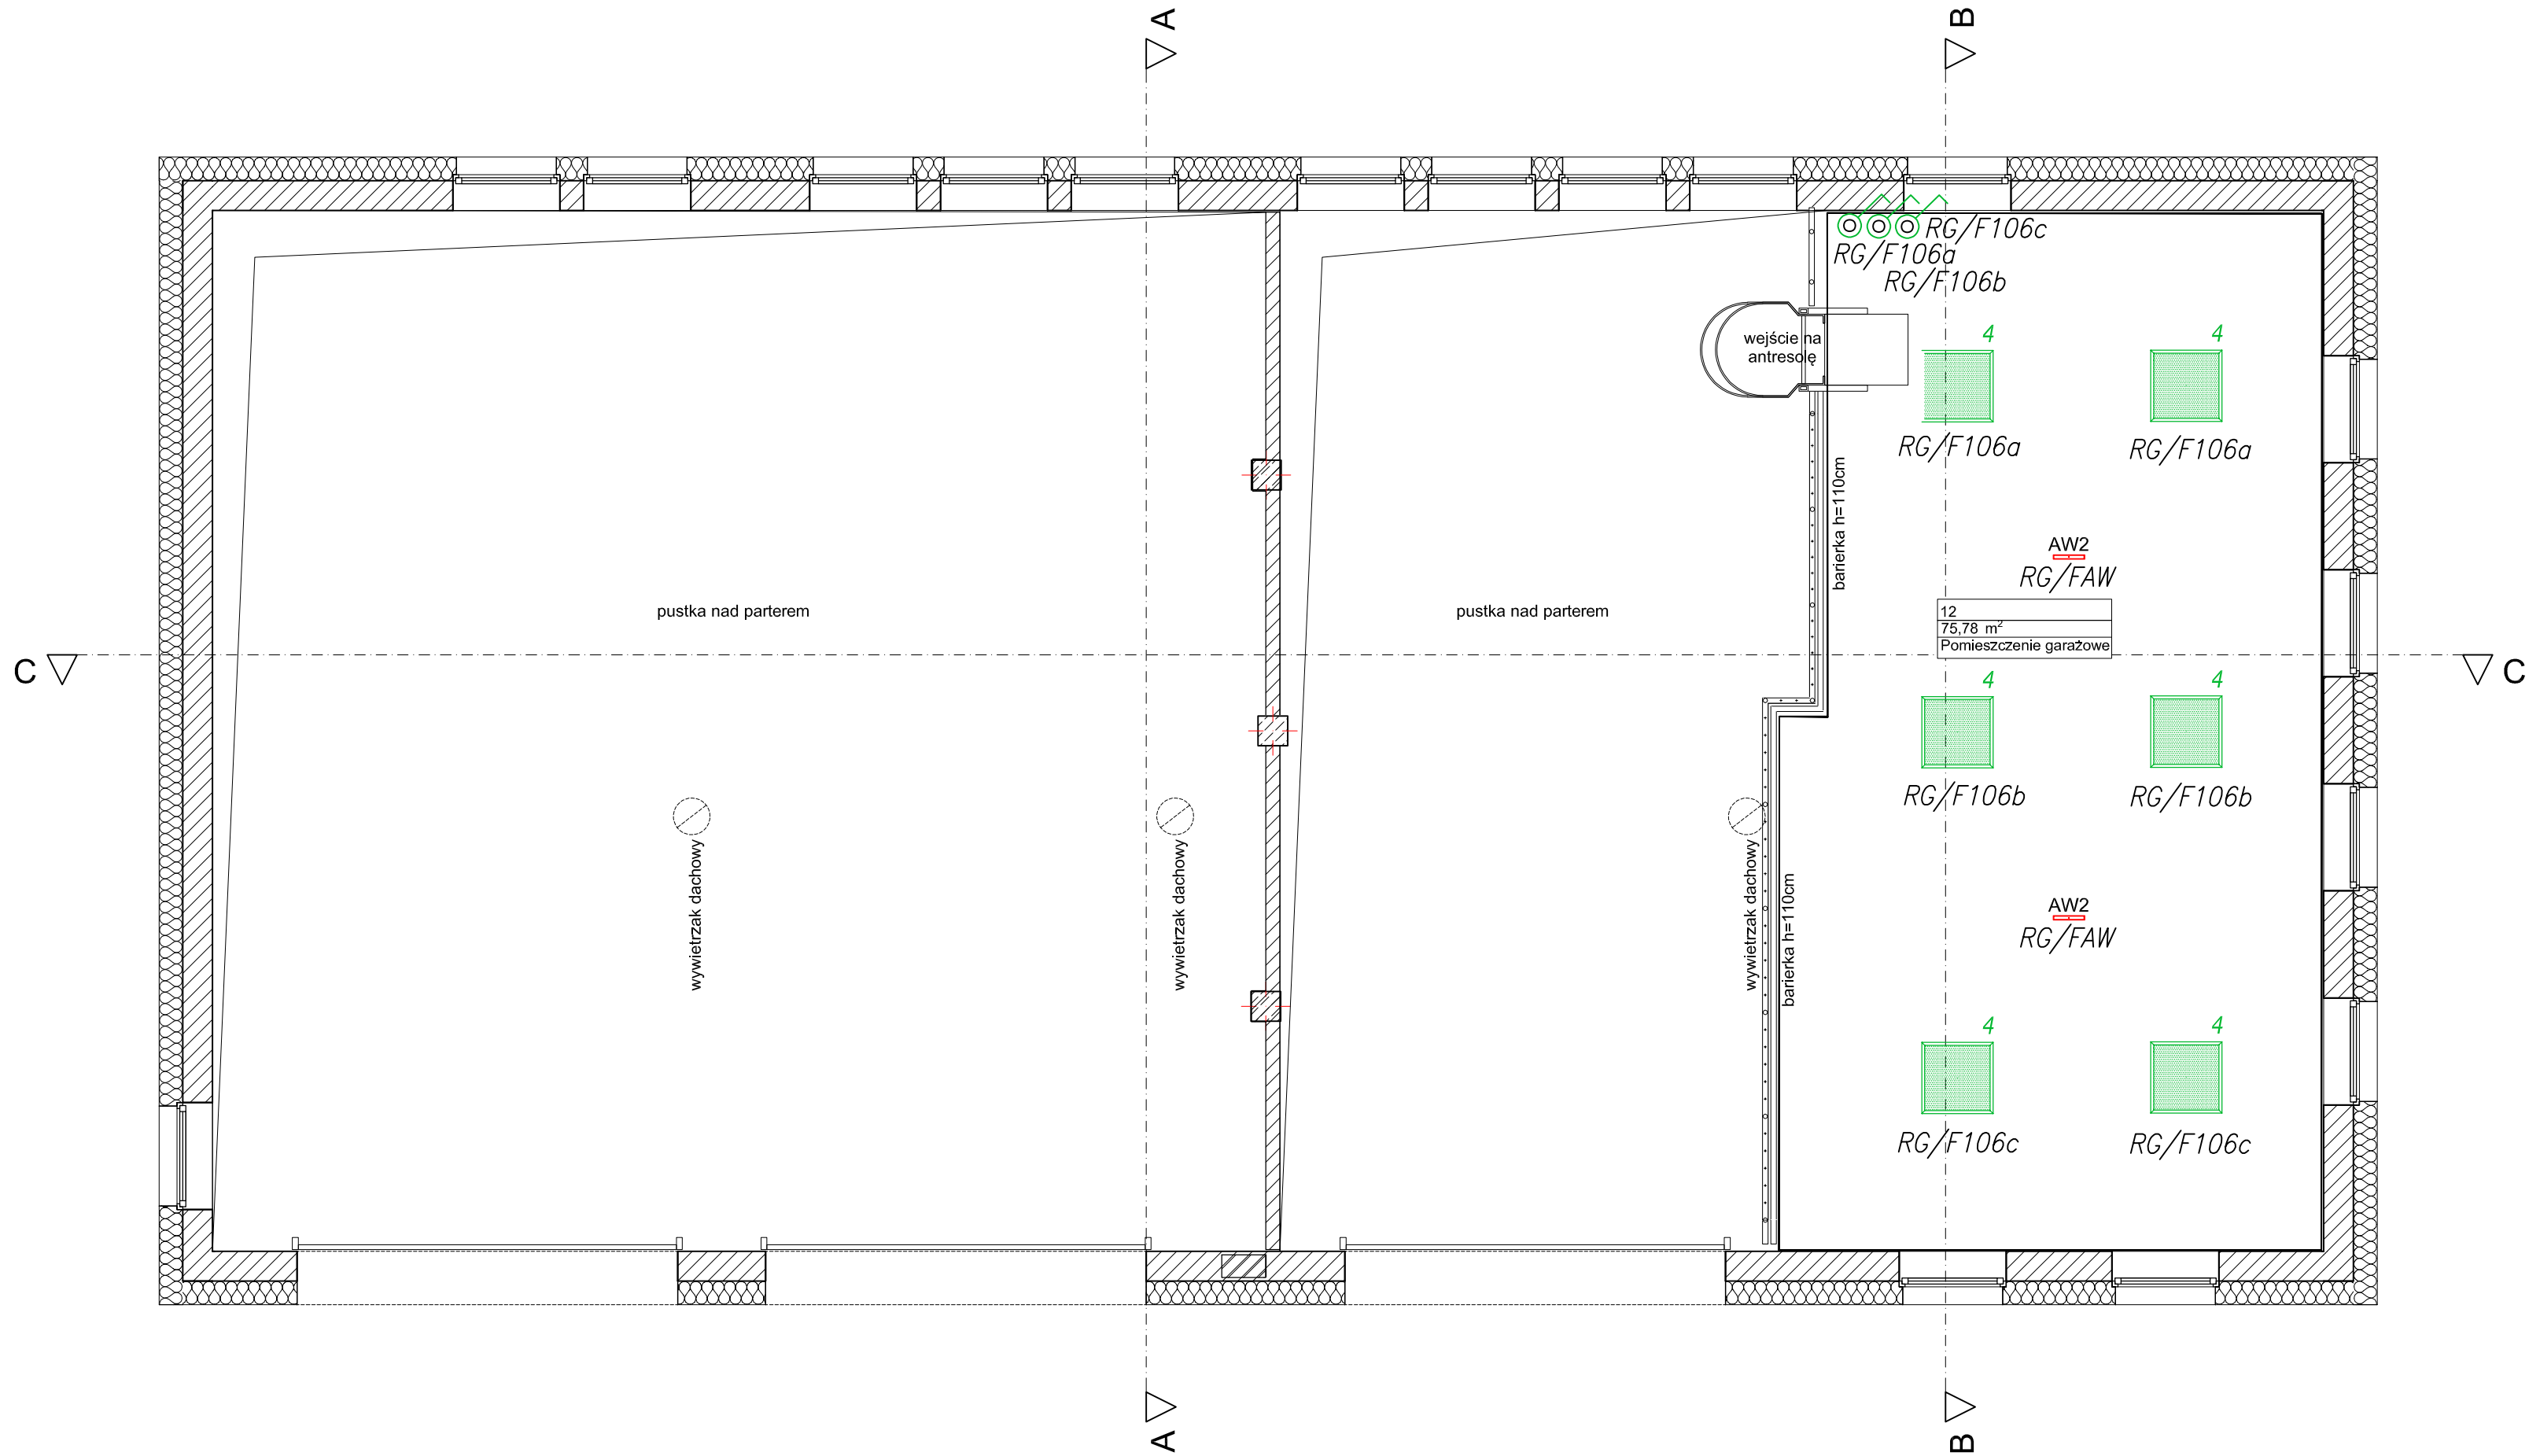 A
B
RG/F106c
RG/F106a
RG/F106b
wejście na
antresolę
4
4
RG/F106a
RG/F106a
barierka h=110cm
AW2
RG/FAW
pustka nad parterem
pustka nad parterem
12
75,78 m²
Pomieszczenie garażowe
C
C
4
4
RG/F106b
RG/F106b
wywietrzak dachowy
wywietrzak dachowy
wywietrzak dachowy
barierka h=110cm
AW2
RG/FAW
4
4
RG/F106c
RG/F106c
A
B